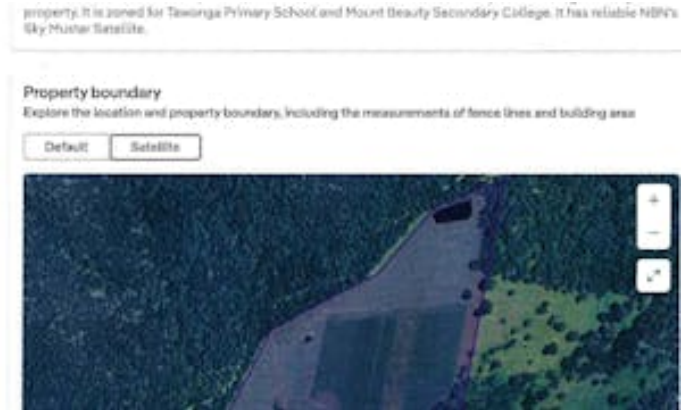 property. It is zoned for Tawonga Primary School and Mount Beauty Secondary College. It has reliable NBN's
Sky Muster Satellite.
Property boundary
Explore the location and property boundary, including the measurements of fence lines and building area
Default
Satellite
+
−